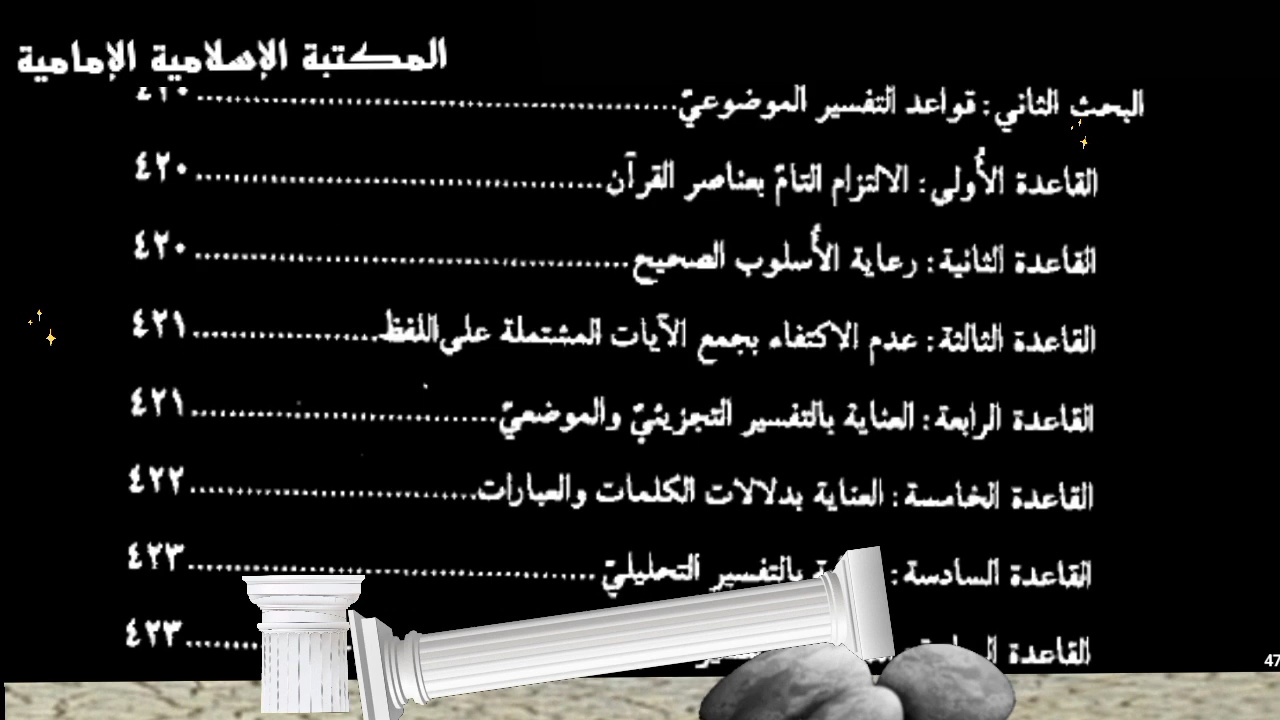 المكتبة الإسلامية الإمامية
البحث الثاني: قواعد التفسير الموضوعيّ
القاعدة الأُولى: الالتزام التامّ بعناصر القرآن ٤٢٠
القاعدة الثانية: رعاية الأُسلوب الصحيح ٤٢٠
القاعدة الثالثة: عدم الاكتفاء بجمع الآيات المشتملة على اللفظ ٤٢١
القاعدة الرابعة: العناية بالتفسير التجزيئيّ والموضعيّ ٤٢١
القاعدة الخامسة: العناية بدلالات الكلمات والعبارات ٤٢٢
القاعدة السادسة: بالتفسير التحليليّ ٤٢٣
القاعدة ٤٢٣
47